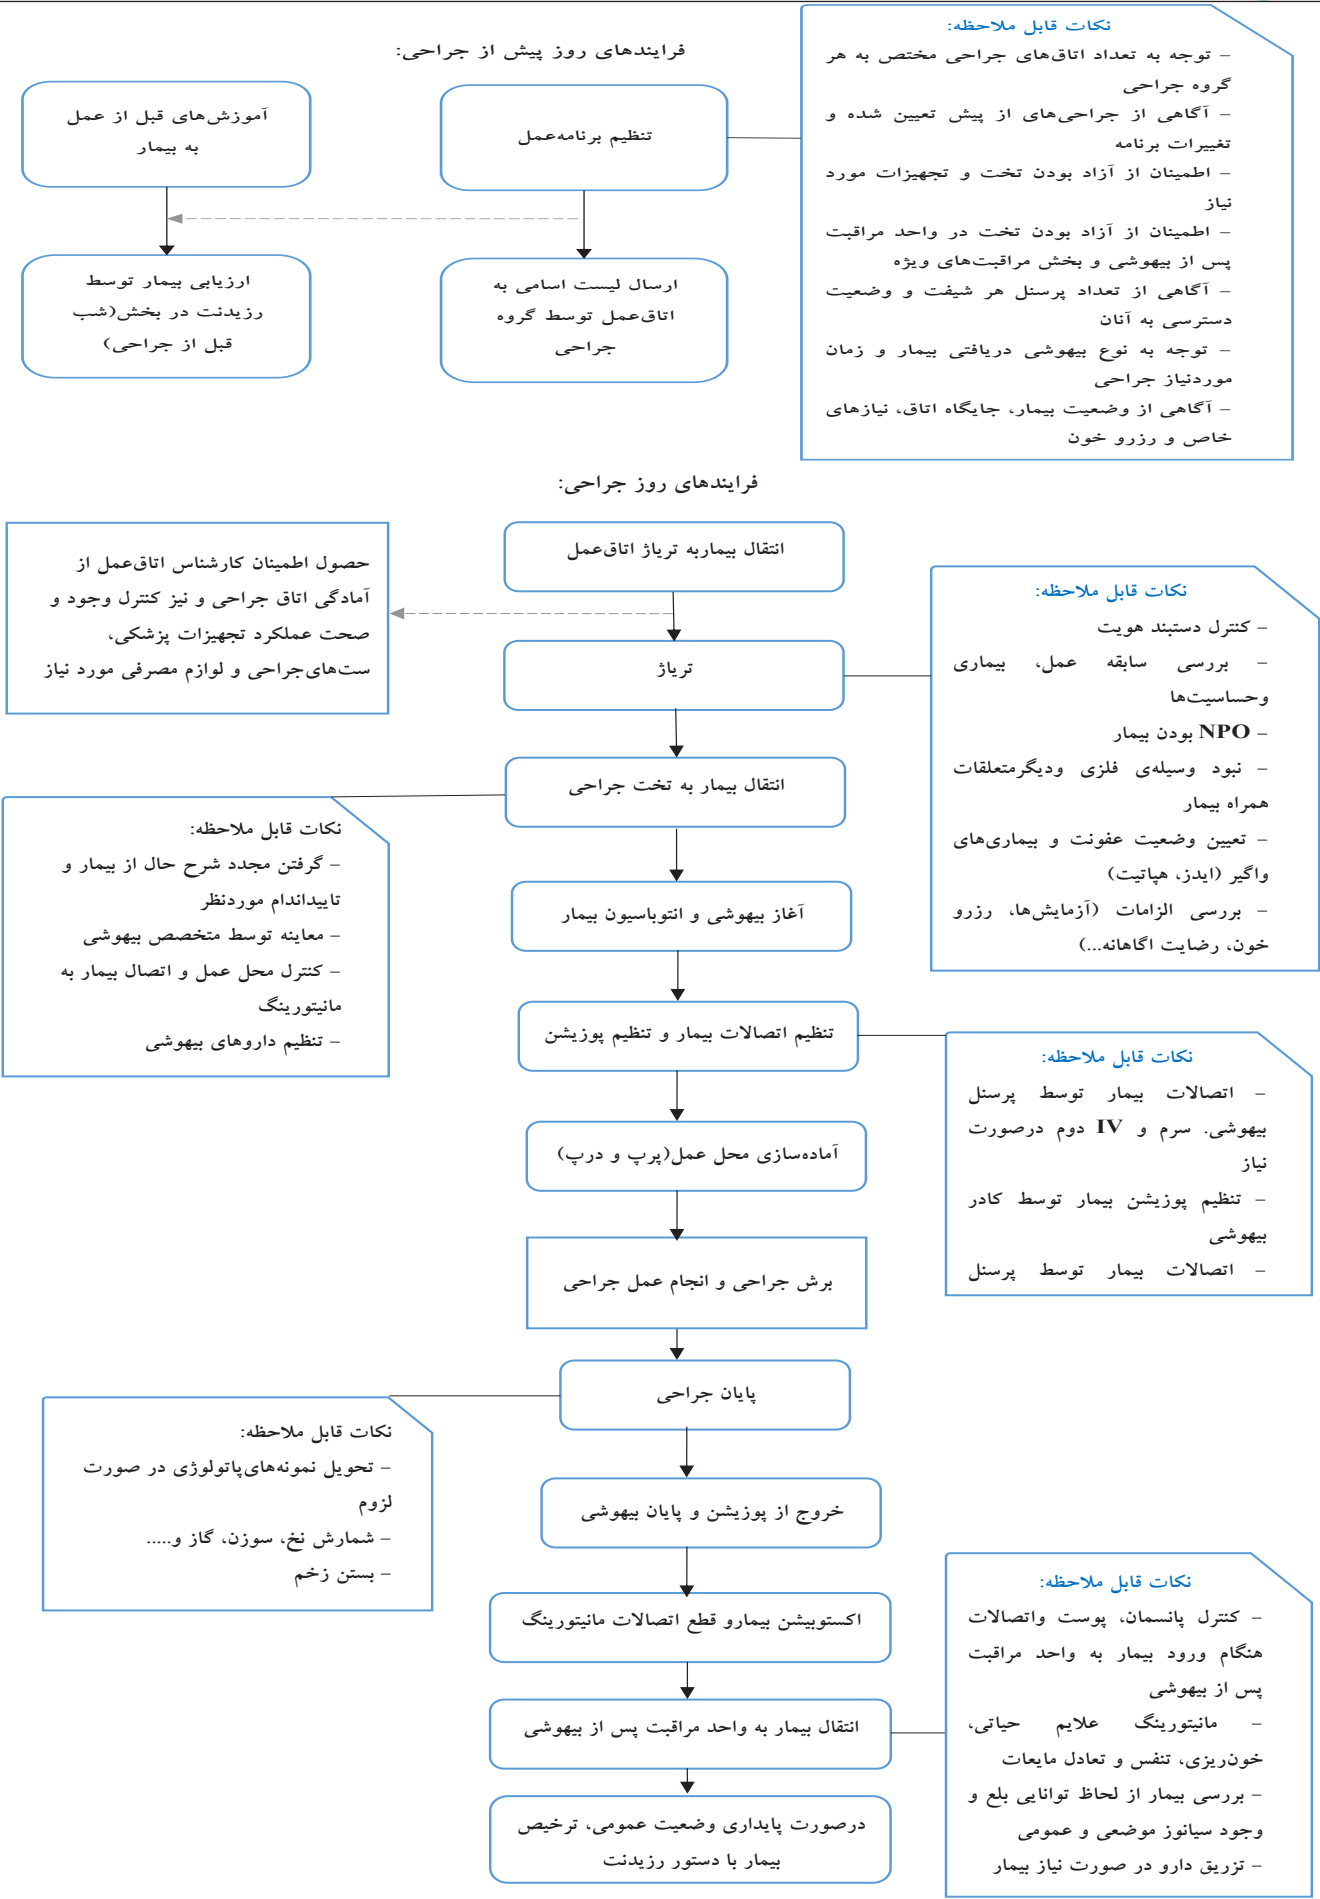 فرایندهای روز پیش از جراحی:
نکات قابل ملاحظه:
– توجه به تعداد اتاق‌های جراحی مختص به هر
گروه جراحی
– آگاهی از جراحی‌های از پیش تعیین شده و
تغییرات برنامه
– اطمینان از آزاد بودن تخت و تجهیزات مورد
نیاز
– اطمینان از آزاد بودن تخت در واحد مراقبت
پس از بیهوشی و بخش مراقبت‌های ویژه
– آگاهی از تعداد پرسنل هر شیفت و وضعیت
دسترسی به آنان
– توجه به نوع بیهوشی دریافتی بیمار و زمان
موردنیاز جراحی
– آگاهی از وضعیت بیمار، جایگاه اتاق، نیازهای
خاص و رزرو خون
تنظیم برنامه‌عمل
ارسال لیست اسامی به
اتاق‌عمل توسط گروه
جراحی
آموزش‌های قبل از عمل
به بیمار
ارزیابی بیمار توسط
رزیدنت در بخش(شب
قبل از جراحی)
فرایندهای روز جراحی:
انتقال بیماربه تریاژ اتاق‌عمل
حصول اطمینان کارشناس اتاق‌عمل از
آمادگی اتاق جراحی و نیز کنترل وجود و
صحت عملکرد تجهیزات پزشکی،
ست‌های‌جراحی و لوازم مصرفی مورد نیاز
تریاژ
نکات قابل ملاحظه:
– کنترل دستبند هویت
– بررسی سابقه عمل، بیماری
وحساسیت‌ها
– NPO بودن بیمار
– نبود وسیله‌ی فلزی ودیگرمتعلقات
همراه بیمار
– تعیین وضعیت عفونت و بیماری‌های
واگیر (ایدز، هپاتیت)
– بررسی الزامات (آزمایش‌ها، رزرو
خون، رضایت اگاهانه...)
انتقال بیمار به تخت جراحی
نکات قابل ملاحظه:
– گرفتن مجدد شرح حال از بیمار و
تاییداندام موردنظر
– معاینه توسط متخصص بیهوشی
– کنترل محل عمل و اتصال بیمار به
مانیتورینگ
– تنظیم داروهای بیهوشی
آغاز بیهوشی و انتوباسیون بیمار
تنظیم اتصالات بیمار و تنظیم پوزیشن
نکات قابل ملاحظه:
– اتصالات بیمار توسط پرسنل
بیهوشی. سرم و IV دوم درصورت
نیاز
– تنظیم پوزیشن بیمار توسط کادر
بیهوشی
– اتصالات بیمار توسط پرسنل
آماده‌سازی محل عمل(پرپ و درپ)
برش جراحی و انجام عمل جراحی
پایان جراحی
نکات قابل ملاحظه:
– تحویل نمونه‌های‌پاتولوژی در صورت
لزوم
– شمارش نخ، سوزن، گاز و.....
– بستن زخم
خروج از پوزیشن و پایان بیهوشی
اکستوبیشن بیمارو قطع اتصالات مانیتورینگ
انتقال بیمار به واحد مراقبت پس از بیهوشی
نکات قابل ملاحظه:
– کنترل پانسمان، پوست واتصالات
هنگام ورود بیمار به واحد مراقبت
پس از بیهوشی
– مانیتورینگ علایم حیاتی،
خون‌ریزی، تنفس و تعادل مایعات
– بررسی بیمار از لحاظ توانایی بلع و
وجود سیانوز موضعی و عمومی
– تزریق دارو در صورت نیاز بیمار
درصورت پایداری وضعیت عمومی، ترخیص
بیمار با دستور رزیدنت